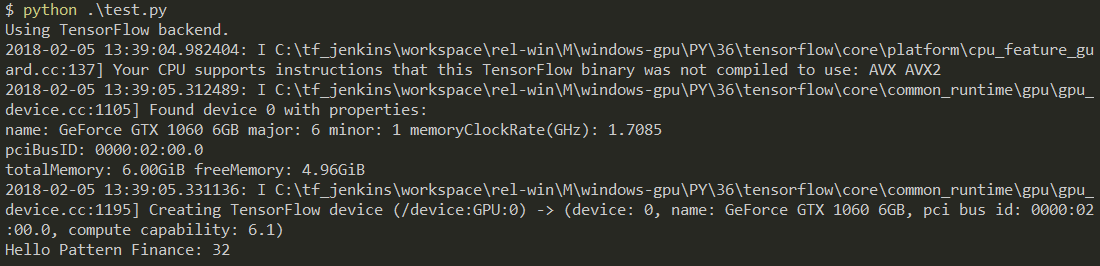 $ python .\test.py
Using TensorFlow backend.
2018-02-05 13:39:04.982404: I C:\tf_jenkins\workspace\rel-win\M\windows-gpu\PY\36\tensorflow\core\platform\cpu_feature_gu
ard.cc:137] Your CPU supports instructions that this TensorFlow binary was not compiled to use: AVX AVX2
2018-02-05 13:39:05.312489: I C:\tf_jenkins\workspace\rel-win\M\windows-gpu\PY\36\tensorflow\core\common_runtime\gpu\gpu_
device.cc:1105] Found device 0 with properties:
name: GeForce GTX 1060 6GB major: 6 minor: 1 memoryClockRate(GHz): 1.7085
pciBusID: 0000:02:00.0
totalMemory: 6.00GiB freeMemory: 4.96GiB
2018-02-05 13:39:05.331136: I C:\tf_jenkins\workspace\rel-win\M\windows-gpu\PY\36\tensorflow\core\common_runtime\gpu\gpu_
device.cc:1195] Creating TensorFlow device (/device:GPU:0) -> (device: 0, name: GeForce GTX 1060 6GB, pci bus id: 0000:02
:00.0, compute capability: 6.1)
Hello Pattern Finance: 32